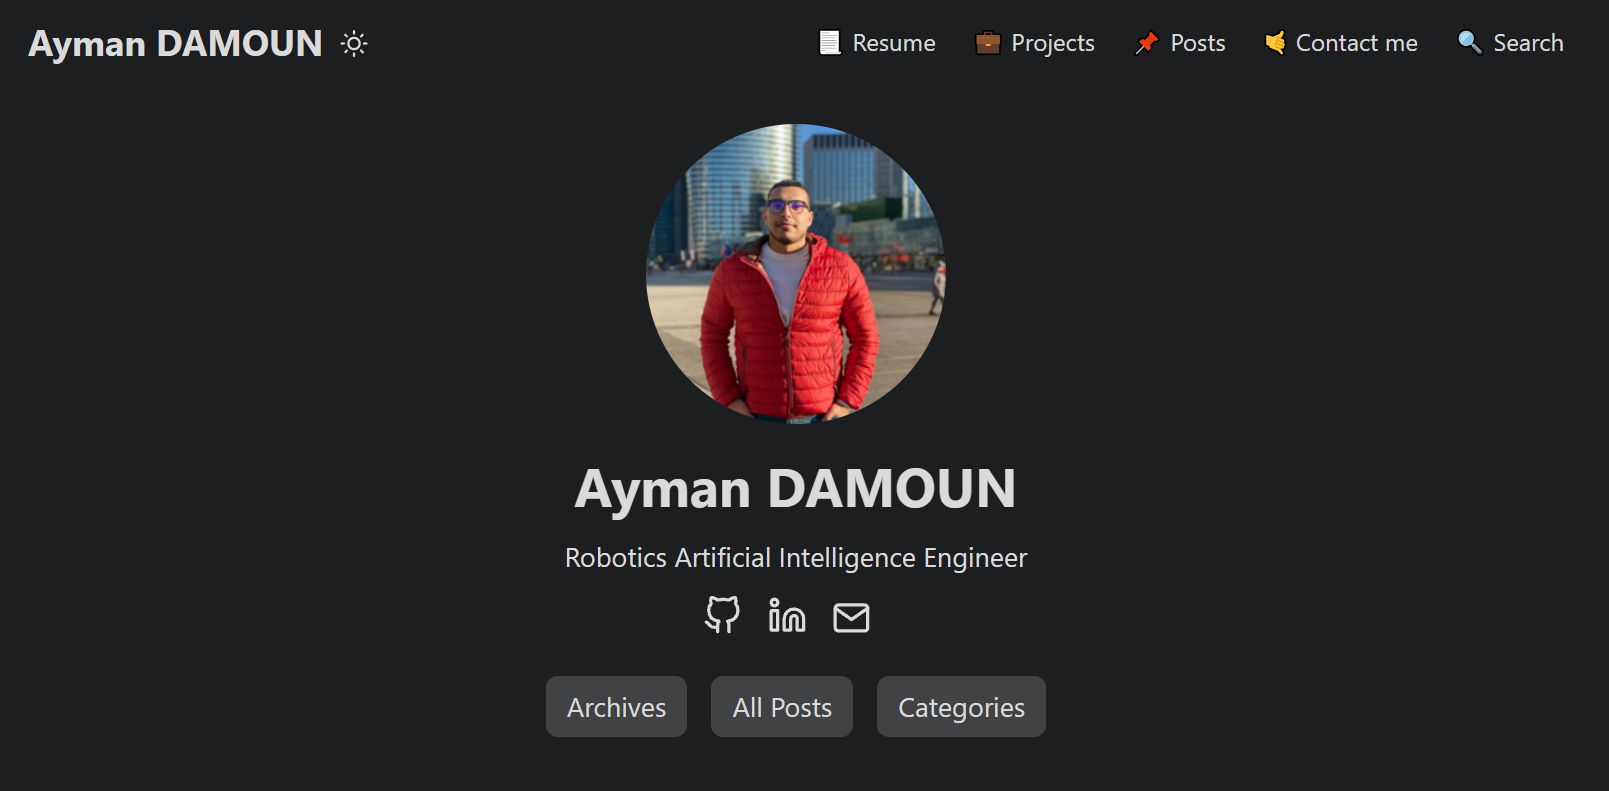 Ayman DAMOUN
Resume Projects Posts Contact me Search
Ayman DAMOUN
Robotics Artificial Intelligence Engineer
Archives All Posts Categories